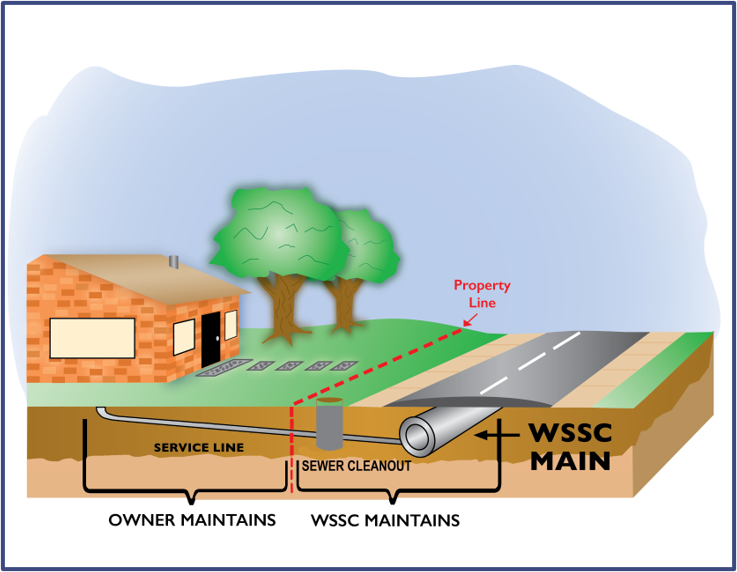 Property
Line
WSSC
MAIN
SERVICE LINE
SEWER CLEANOUT
OWNER MAINTAINS
WSSC MAINTAINS